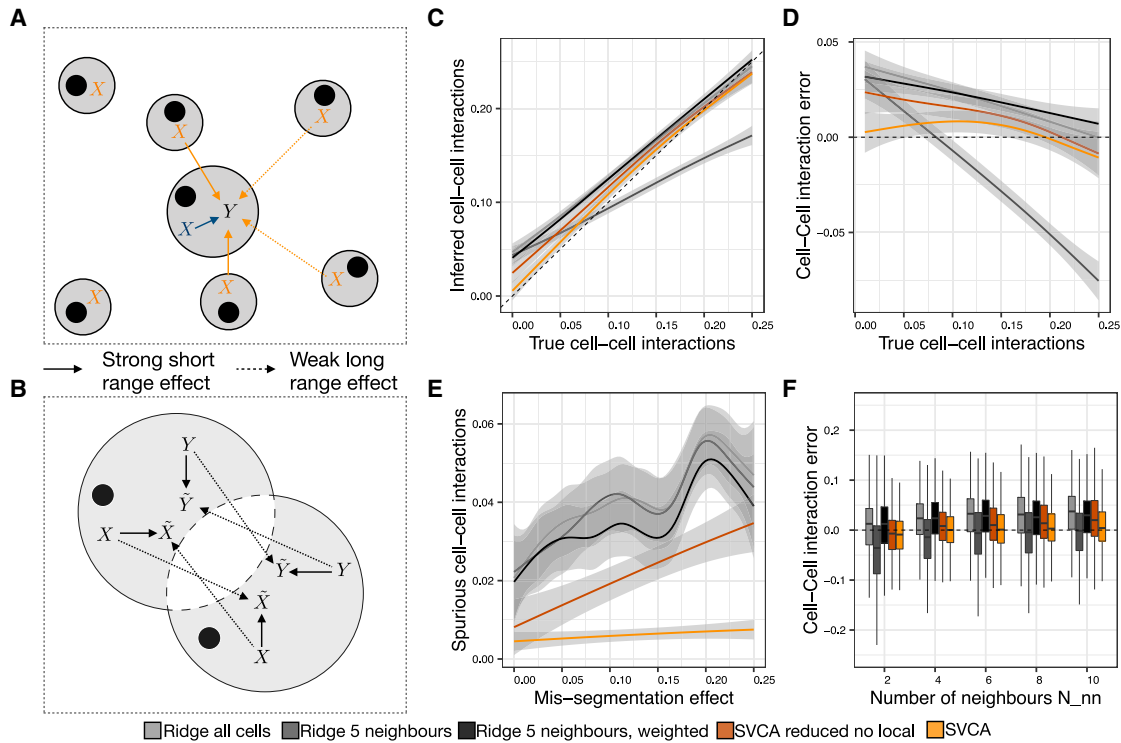 A
X
X
X
X
Y
X
X
X
X
Strong short
range effect
Weak long
range effect
B
Y
Ỹ
X
X̃
Ỹ
Y
X̃
X
C
Inferred cell−cell interactions
0.20
0.10
0.00
0.00 0.05 0.10 0.15 0.20 0.25
True cell−cell interactions
D
Cell−Cell interaction error
0.05
0.00
−0.05
0.00 0.05 0.10 0.15 0.20 0.25
True cell−cell interactions
E
Spurious cell−cell interactions
0.06
0.04
0.02
0.00
0.00 0.05 0.10 0.15 0.20 0.25
Mis−segmentation effect
F
Cell−Cell interaction error
0.2
0.1
0.0
−0.1
−0.2
2 4 6 8 10
Number of neighbours N_nn
Ridge all cells Ridge 5 neighbours Ridge 5 neighbours, weighted SVCA reduced no local SVCA